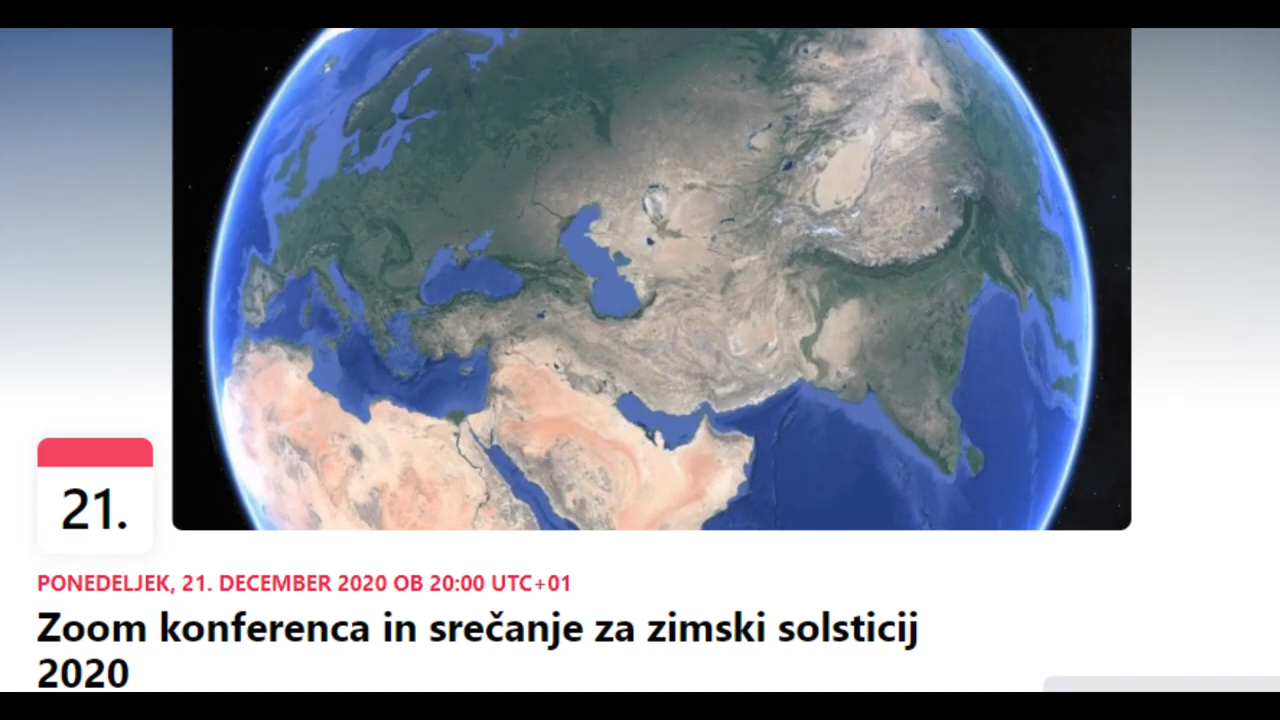 21.
PONEDELJEK, 21. DECEMBER 2020 OB 20:00 UTC+01
Zoom konferenca in srečanje za zimski solsticij
2020